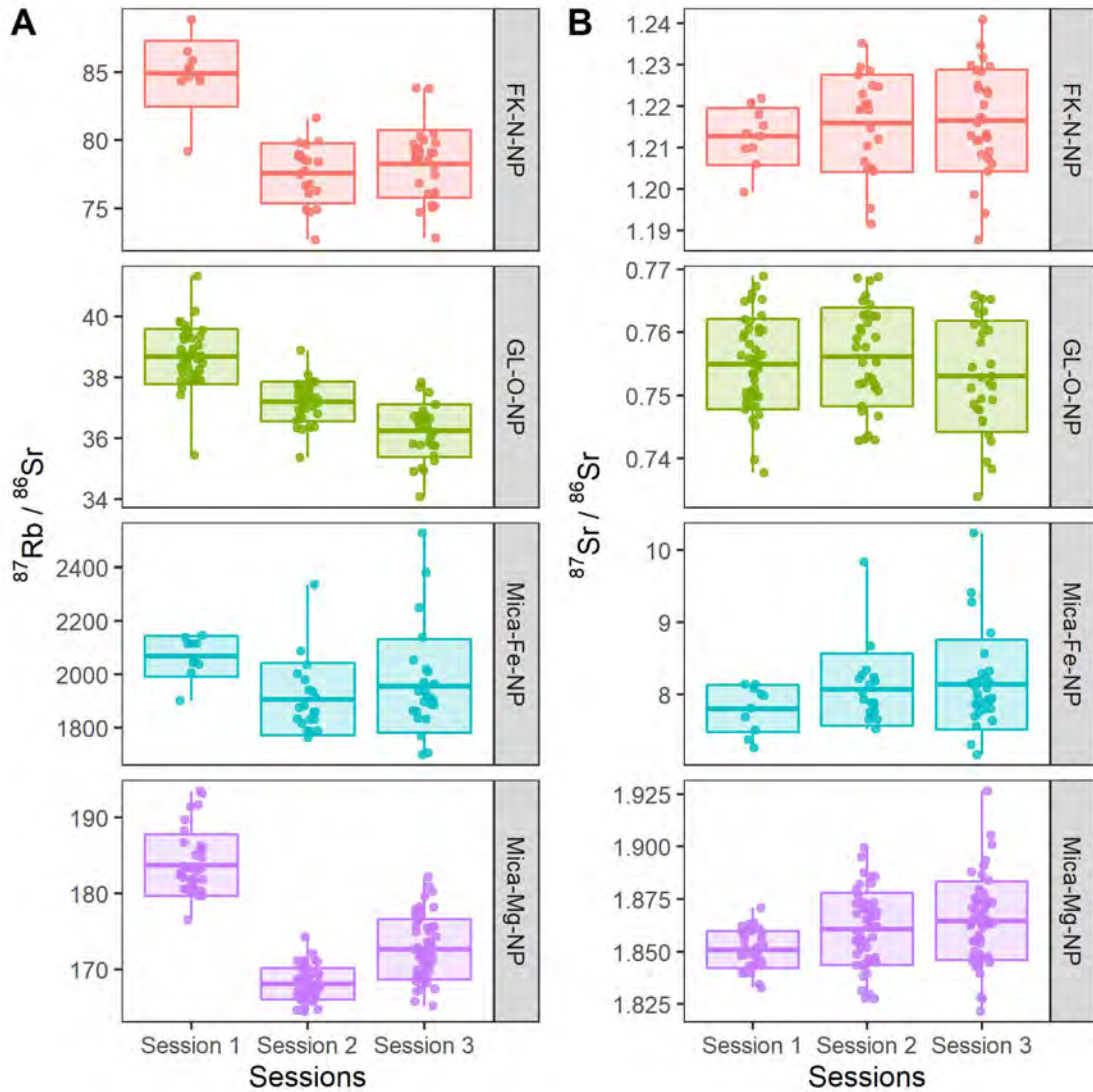 A
B
85
80
75
FK-N-NP
1.24
1.23
1.22
1.21
1.20
1.19
FK-N-NP
40
38
36
34
GL-O-NP
0.77
0.76
0.75
0.74
GL-O-NP
⁸⁷Rb / ⁸⁶Sr
⁸⁷Sr / ⁸⁶Sr
2400
2200
2000
1800
Mica-Fe-NP
10
9
8
Mica-Fe-NP
190
180
170
Mica-Mg-NP
1.925
1.900
1.875
1.850
1.825
Mica-Mg-NP
Session 1 Session 2 Session 3
Sessions
Session 1 Session 2 Session 3
Sessions